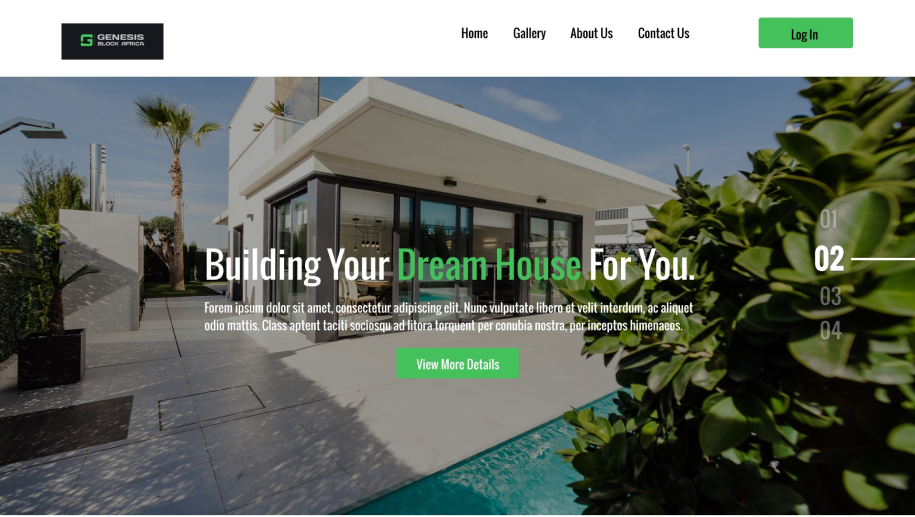 GENESIS
BLOCK AFRICA
Home
Gallery
About Us
Contact Us
Log In
Building Your Dream House For You.
Forem ipsum dolor sit amet, consectetur adipiscing elit. Nunc vulputate libero et velit interdum, ac aliquet
odio mattis. Class aptent taciti sociosqu ad litora torquent per conubia nostra, per inceptos himenaeos.
View More Details
01
02
03
04